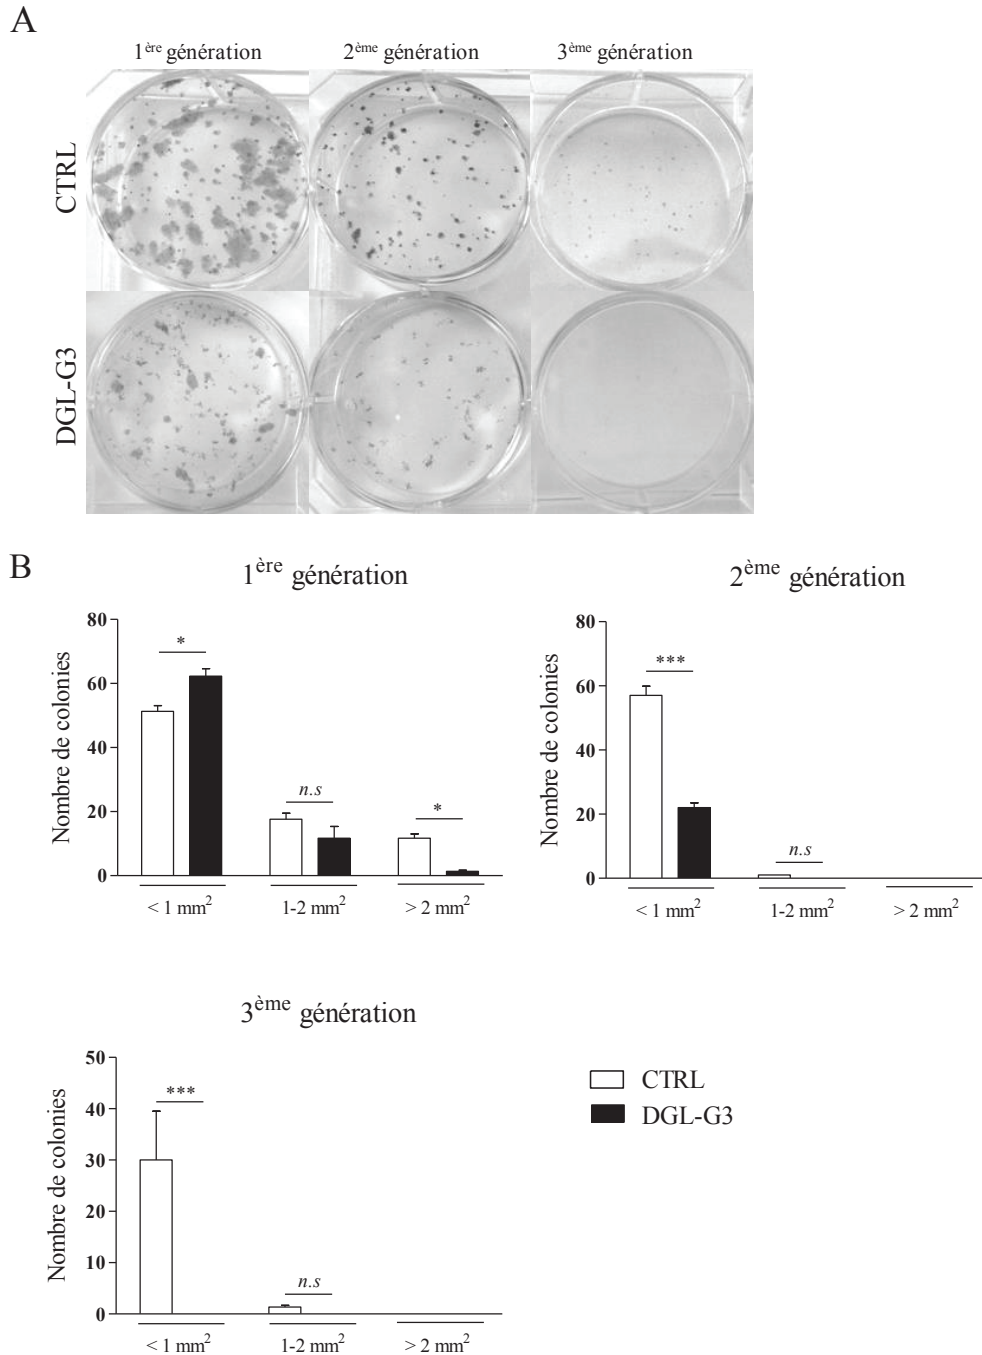 A
1ère génération 2ème génération 3ème génération
CTRL
DGL-G3
B
1ère génération
Nombre de colonies
80
60
40
20
0
*
n.s
*
< 1 mm² 1-2 mm² > 2 mm²
2ème génération
Nombre de colonies
80
60
40
20
0
***
n.s
< 1 mm² 1-2 mm² > 2 mm²
3ème génération
Nombre de colonies
50
40
30
20
10
0
***
n.s
< 1 mm² 1-2 mm² > 2 mm²
CTRL
DGL-G3